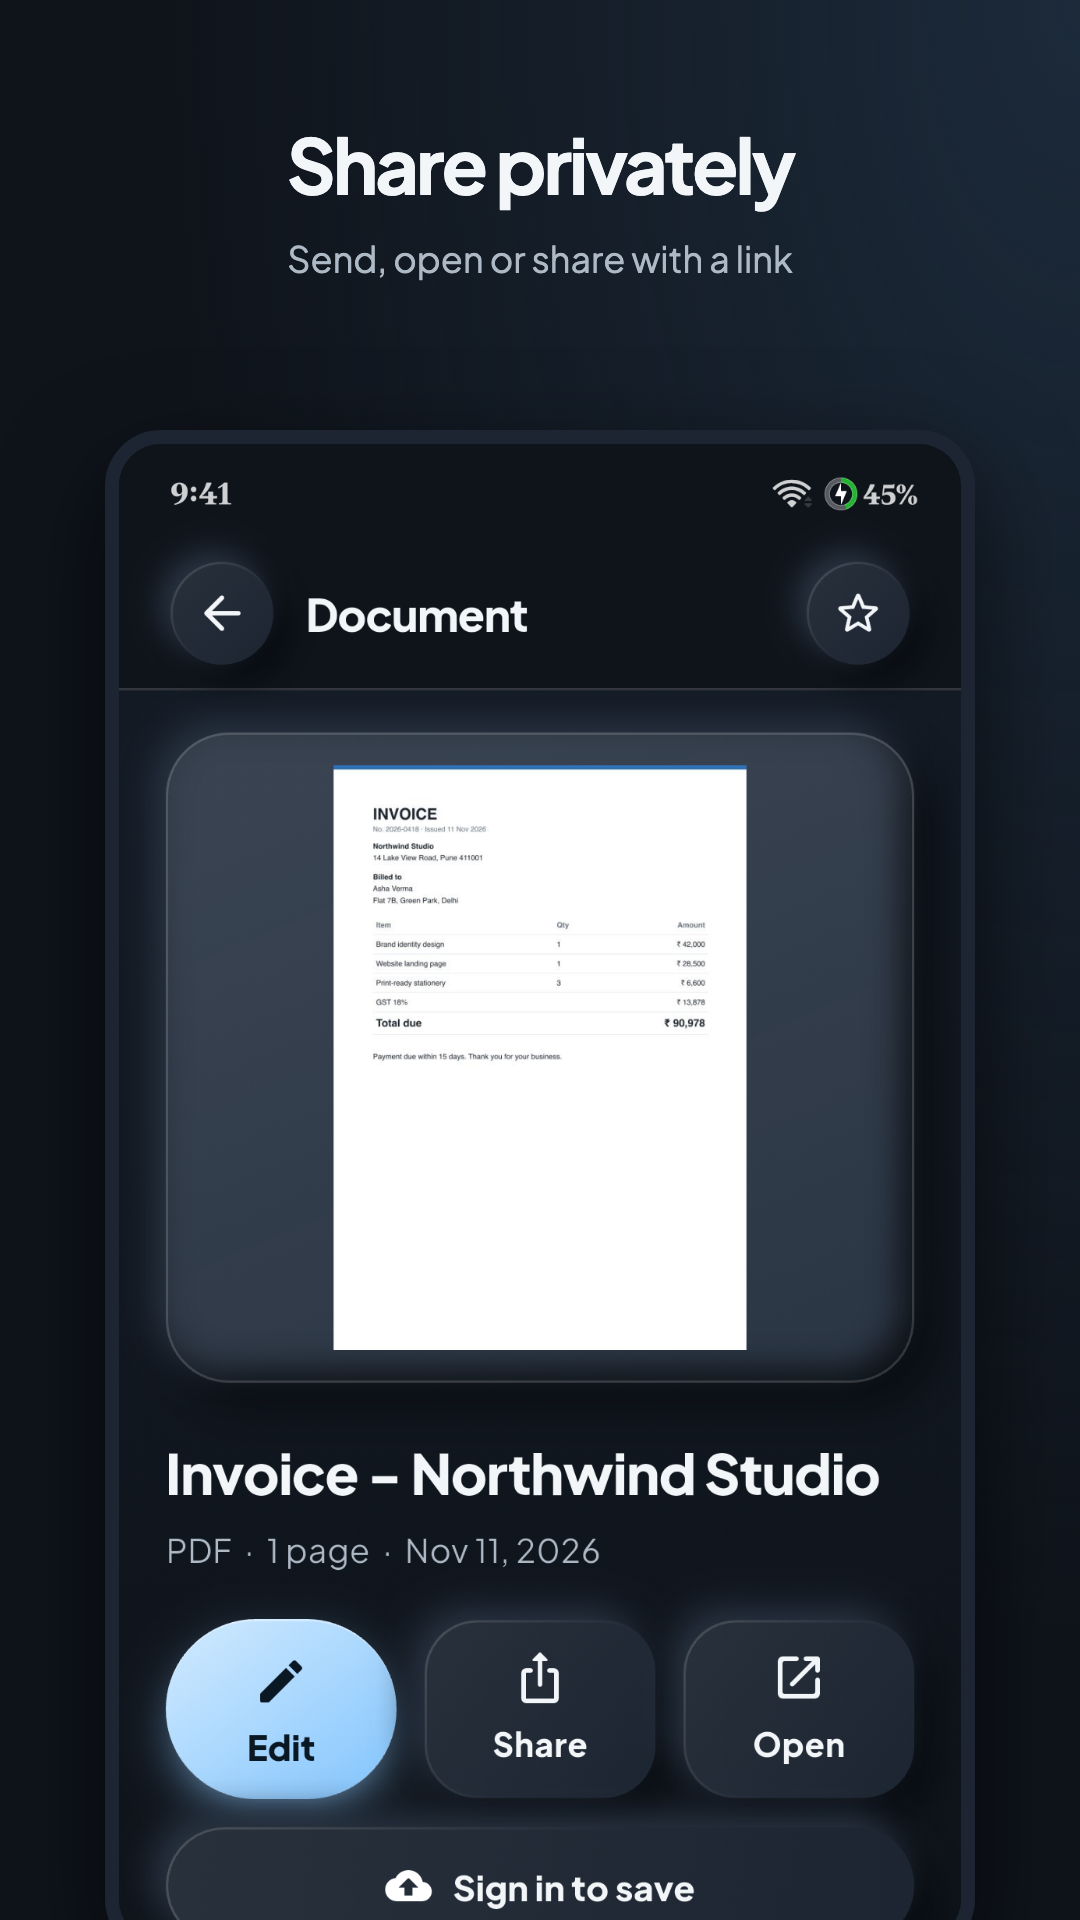 Share privately
Send, open or share with a link
9:41
45%
Document
INVOICE
No. 2026-0418 · Issued 11 Nov 2026
Northwind Studio
14 Lake View Road, Pune 411001
Billed to
Asha Verma
Flat 7B, Green Park, Delhi
Item Qty Amount
Brand identity design 1 ₹ 42,000
Website landing page 1 ₹ 28,500
Print-ready stationery 3 ₹ 6,600
GST 18% ₹ 13,878
Total due ₹ 90,978
Payment due within 15 days. Thank you for your business.
Invoice – Northwind Studio
PDF · 1 page · Nov 11, 2026
Edit Share Open
Sign in to save